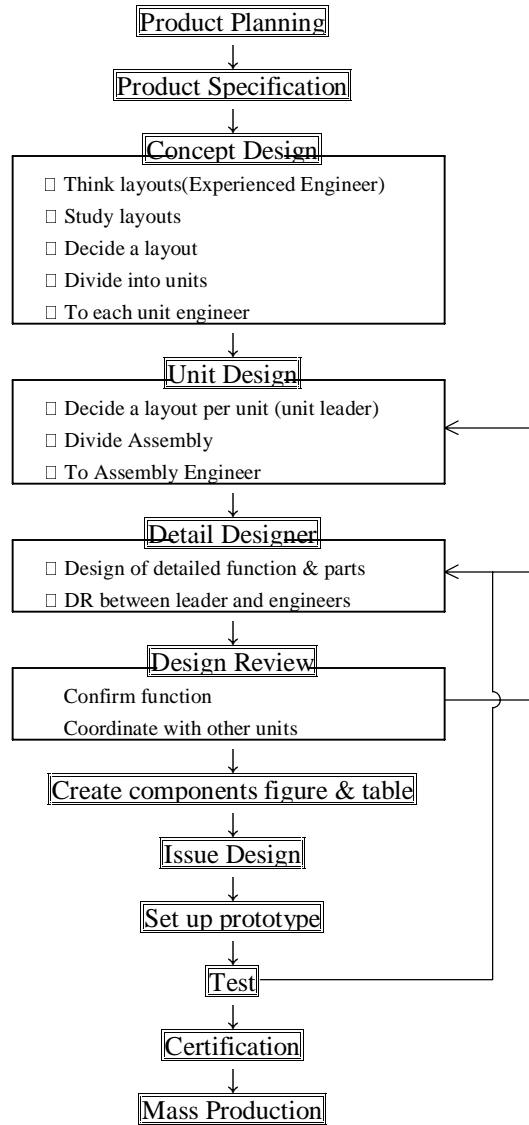 Product Planning
Product Specification
Concept Design
□ Think layouts(Experienced Engineer)
□ Study layouts
□ Decide a layout
□ Divide into units
□ To each unit engineer
Unit Design
□ Decide a layout per unit (unit leader)
□ Divide Assembly
□ To Assembly Engineer
Detail Designer
□ Design of detailed function & parts
□ DR between leader and engineers
Design Review
Confirm function
Coordinate with other units
Create components figure & table
Issue Design
Set up prototype
Test
Certification
Mass Production